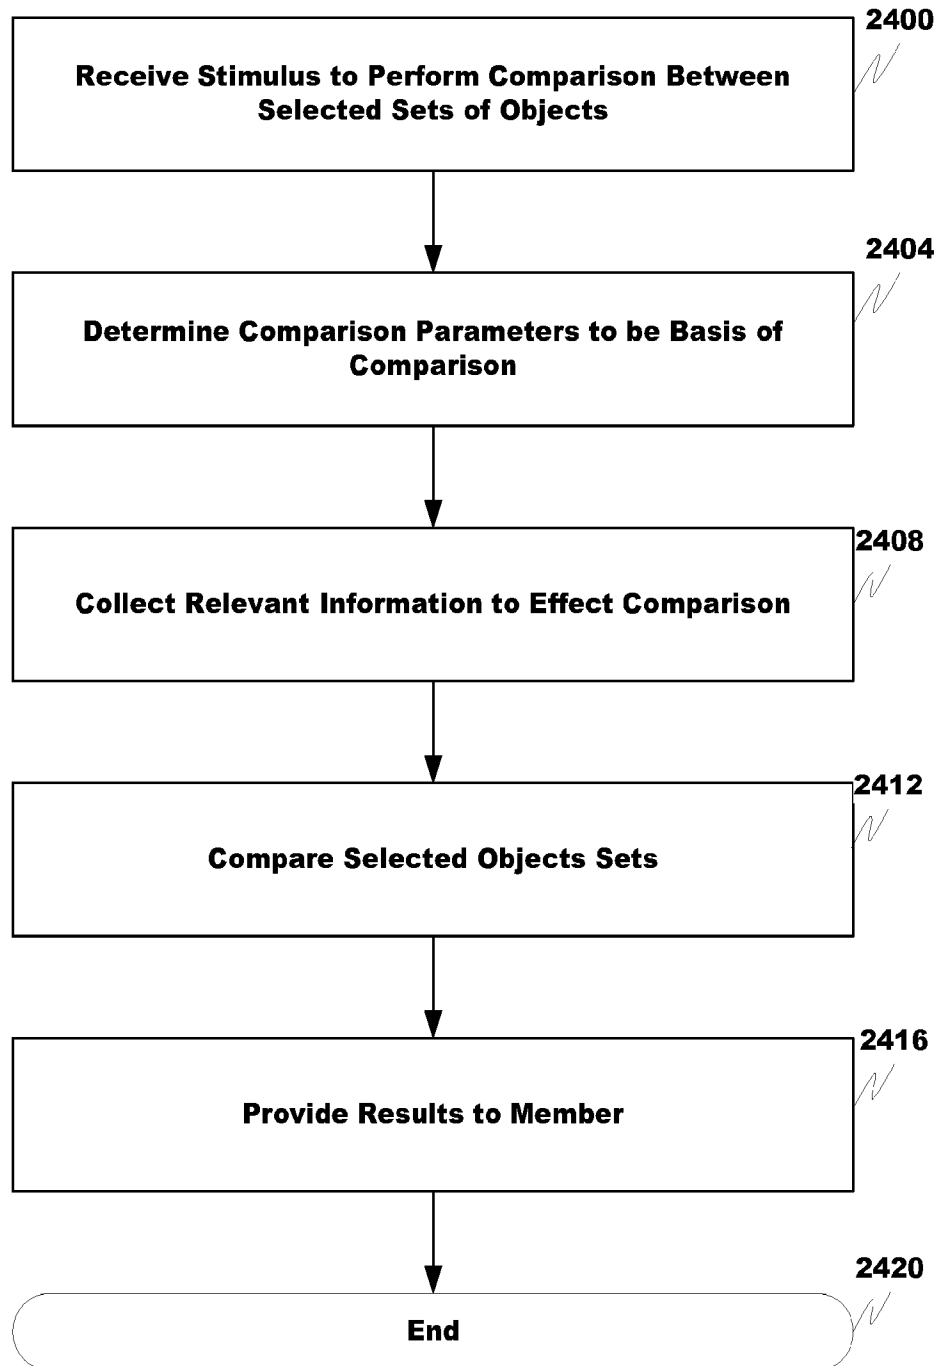 2400
Receive Stimulus to Perform Comparison Between
Selected Sets of Objects
2404
Determine Comparison Parameters to be Basis of
Comparison
2408
Collect Relevant Information to Effect Comparison
2412
Compare Selected Objects Sets
2416
Provide Results to Member
2420
End